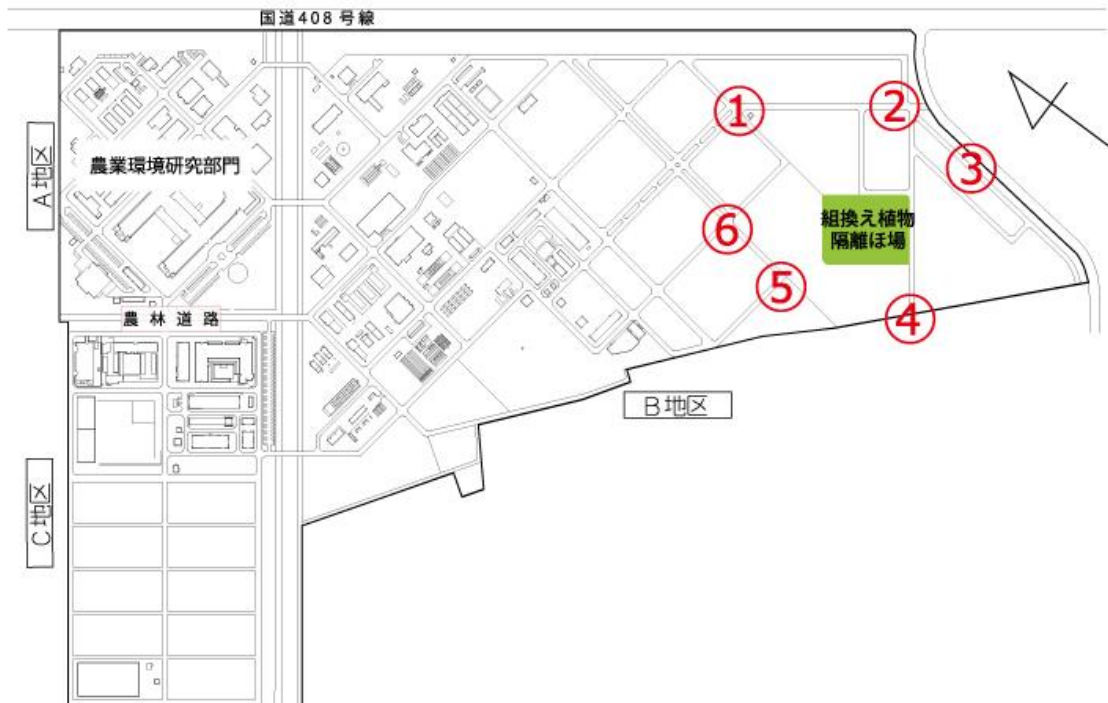 国道408号線
①
②
A地区
農業環境研究部門
③
組換え植物
隔離ほ場
⑥
⑤
農林道路
④
B地区
C地区